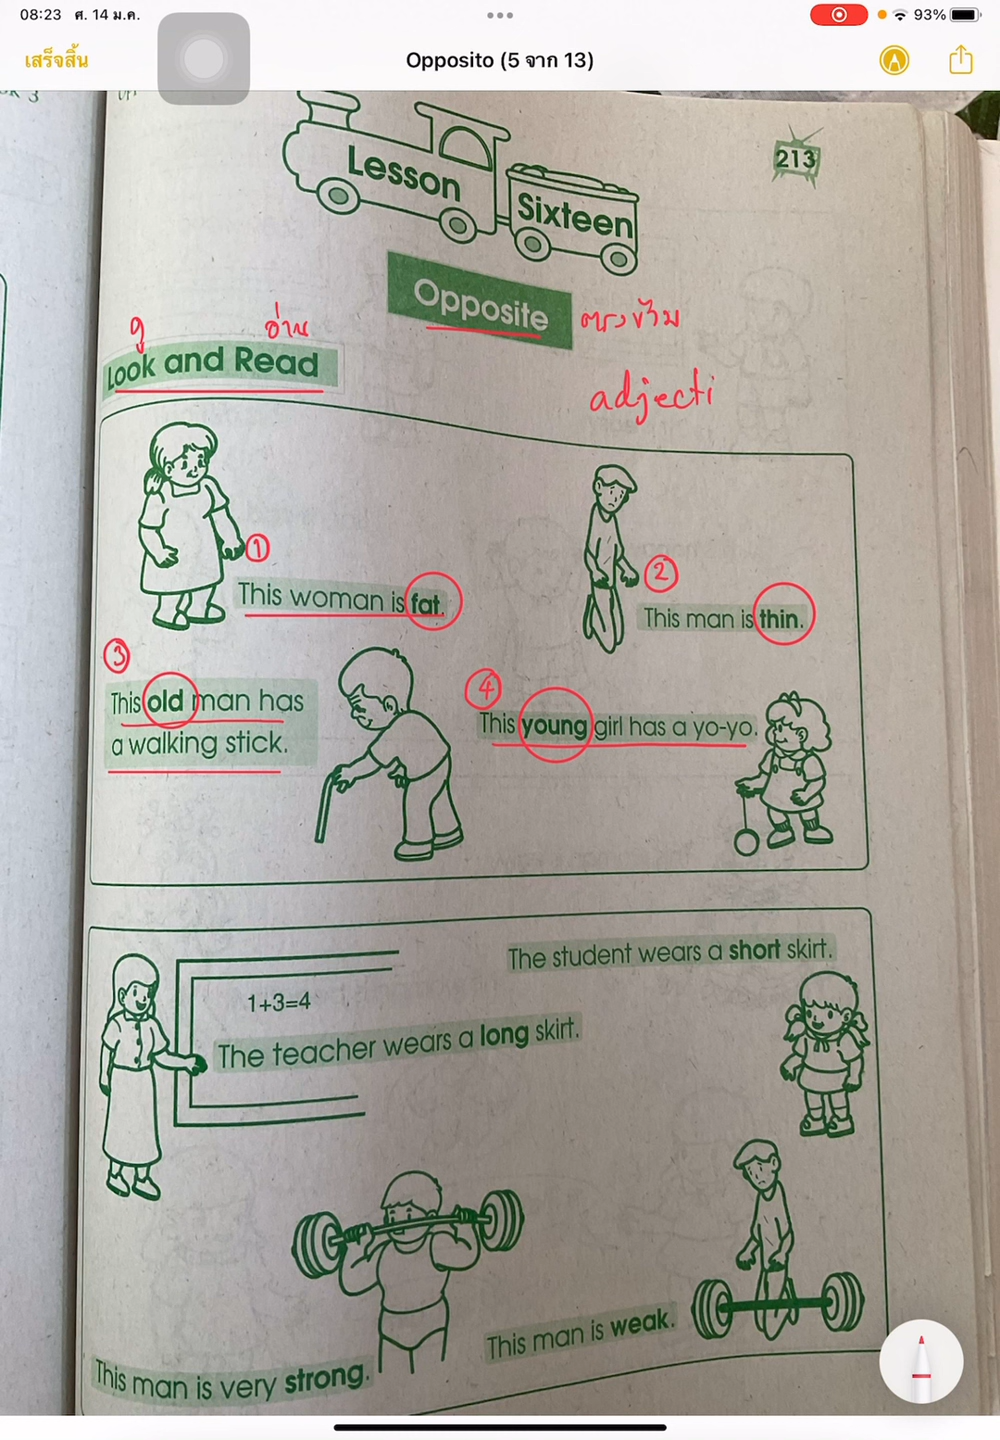 08:23 ศ. 14 ม.ค.
93%
เสร็จสิ้น
Opposito (5 จาก 13)
213
Lesson
Sixteen
Opposite ตรงข้าม
ดู อ่าน
Look and Read
adjecti
①
This woman is fat.
②
This man is thin.
③
This old man has
a walking stick.
④
This young girl has a yo-yo.
The student wears a short skirt.
1+3=4
The teacher wears a long skirt.
This man is weak.
This man is very strong.